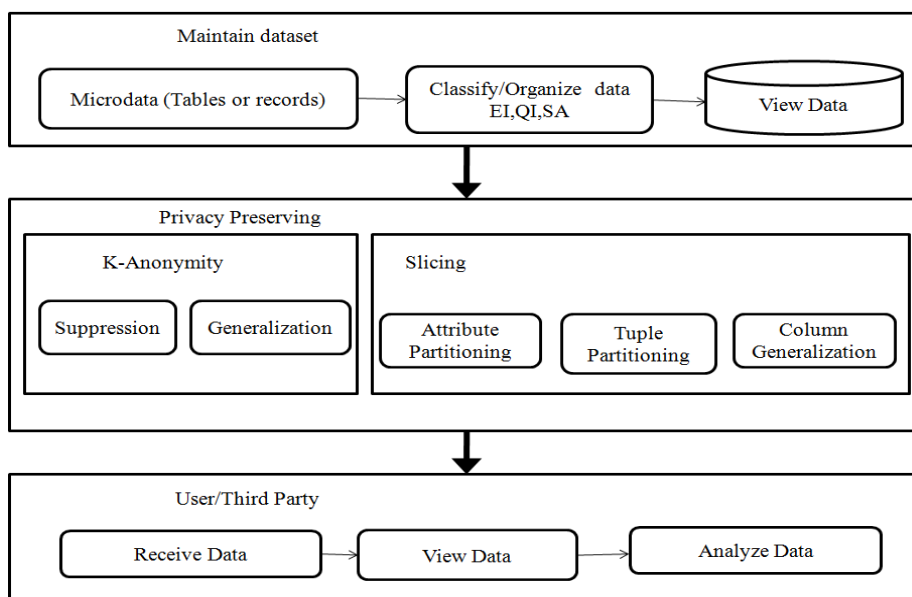 Maintain dataset
Microdata (Tables or records)
Classify/Organize data
EI,QI,SA
View Data
Privacy Preserving
K-Anonymity
Suppression
Generalization
Slicing
Attribute
Partitioning
Tuple
Partitioning
Column
Generalization
User/Third Party
Receive Data
View Data
Analyze Data